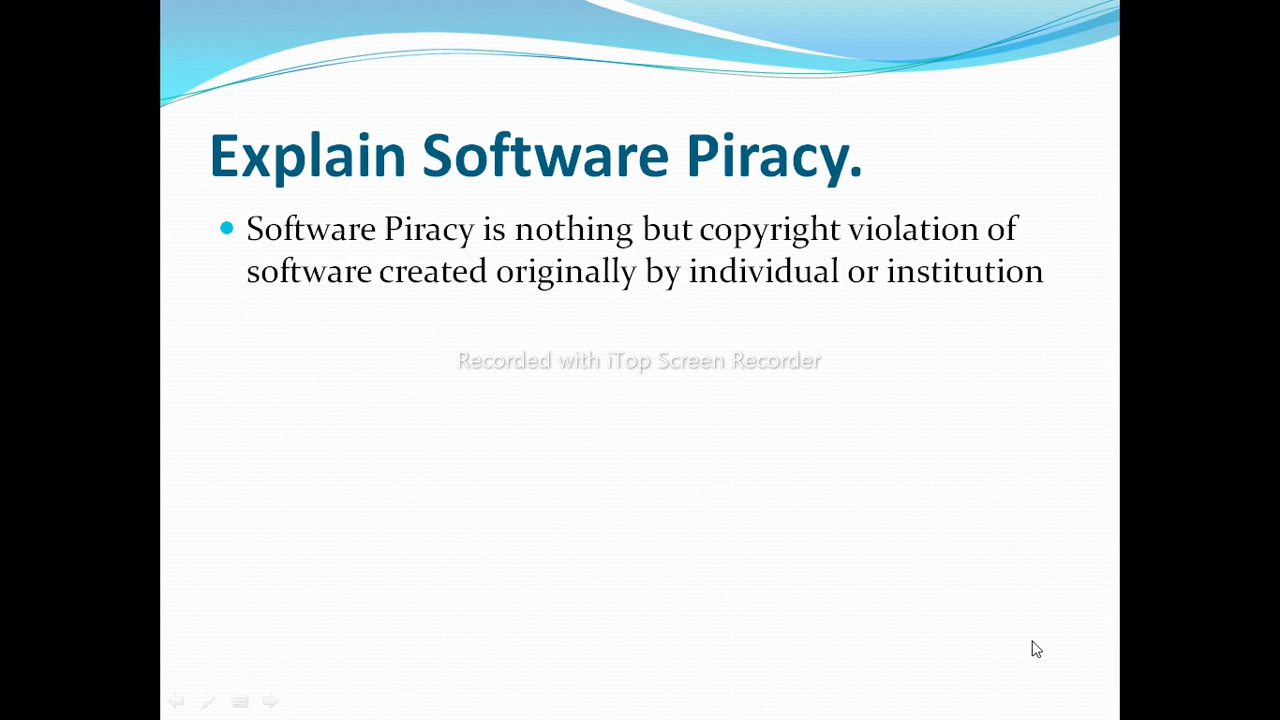 Explain Software Piracy.
Software Piracy is nothing but copyright violation of
software created originally by individual or institution
Recorded with iTop Screen Recorder